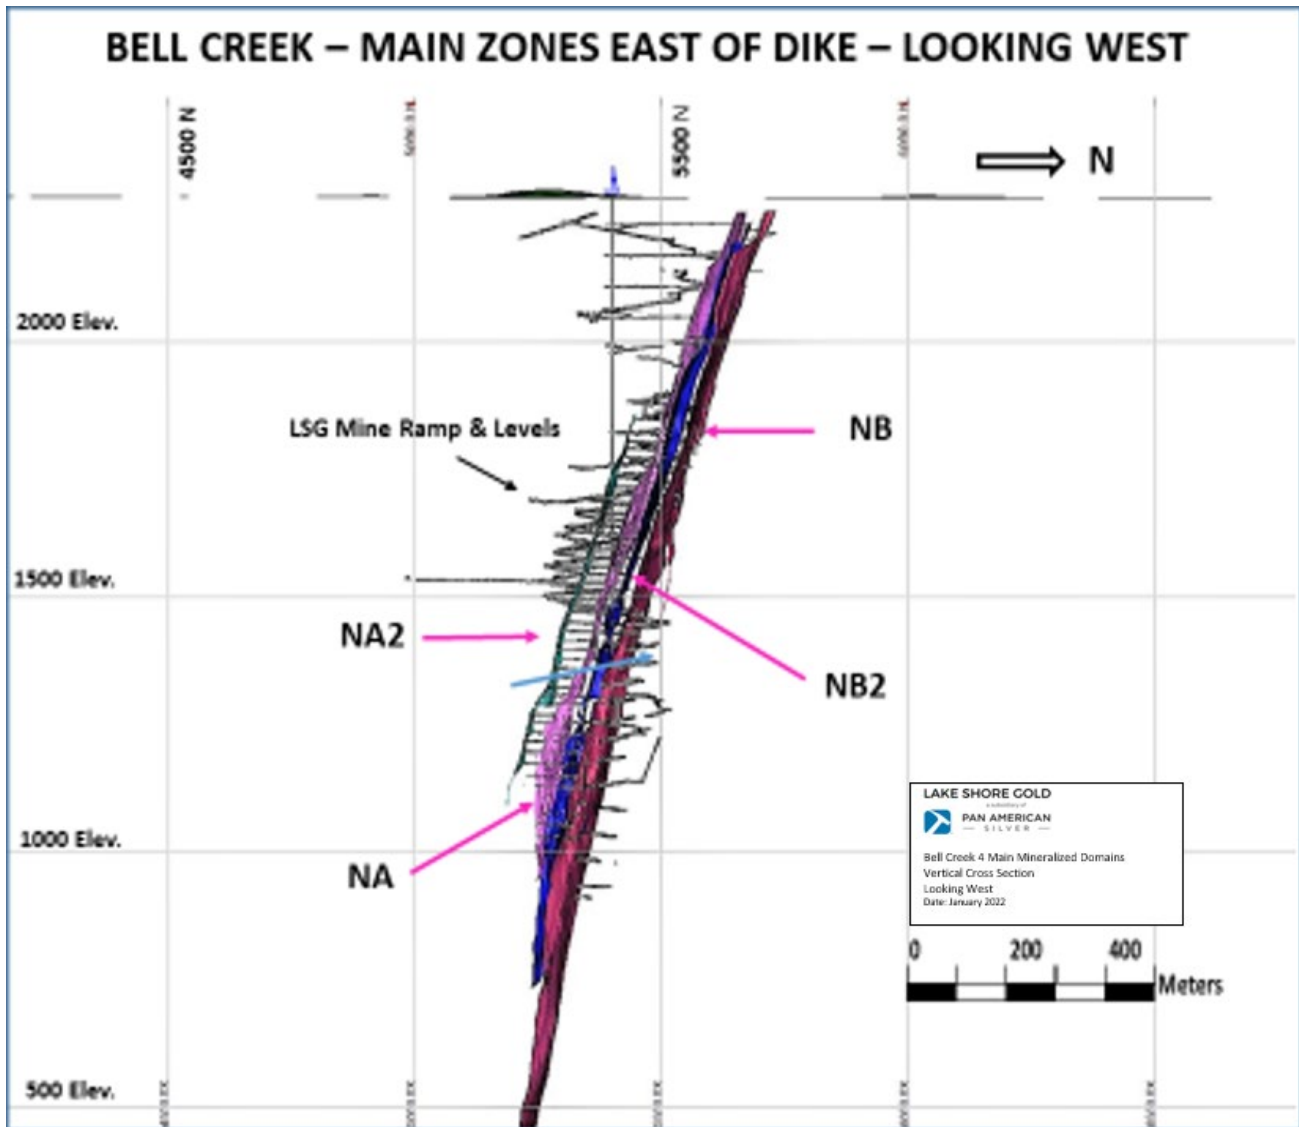 BELL CREEK – MAIN ZONES EAST OF DIKE – LOOKING WEST
4500 N
5500 N
N
2000 Elev.
LSG Mine Ramp & Levels
NB
1500 Elev.
NA2
NB2
LAKE SHORE GOLD
a subsidiary of
PAN AMERICAN
— SILVER —
1000 Elev.
Bell Creek 4 Main Mineralized Domains
Vertical Cross Section
NA
Looking West
Date: January 2022
0 200 400
Meters
500 Elev.